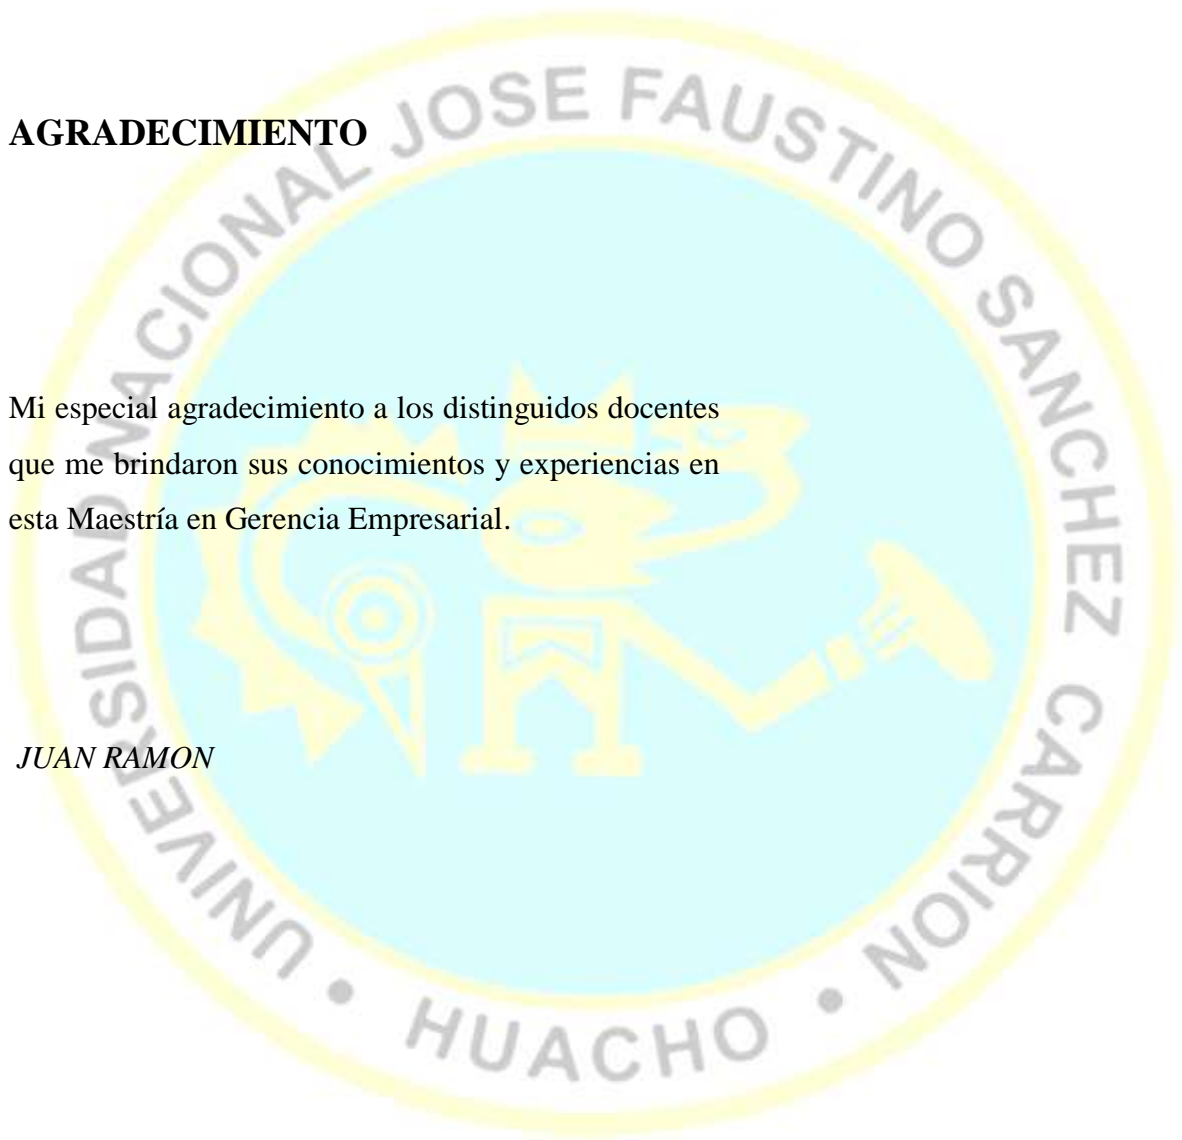 AGRADECIMIENTO
Mi especial agradecimiento a los distinguidos docentes
que me brindaron sus conocimientos y experiencias en
esta Maestría en Gerencia Empresarial.
JUAN RAMON
UNIVERSIDAD NACIONAL JOSE FAUSTINO SANCHEZ CARRION • HUACHO •